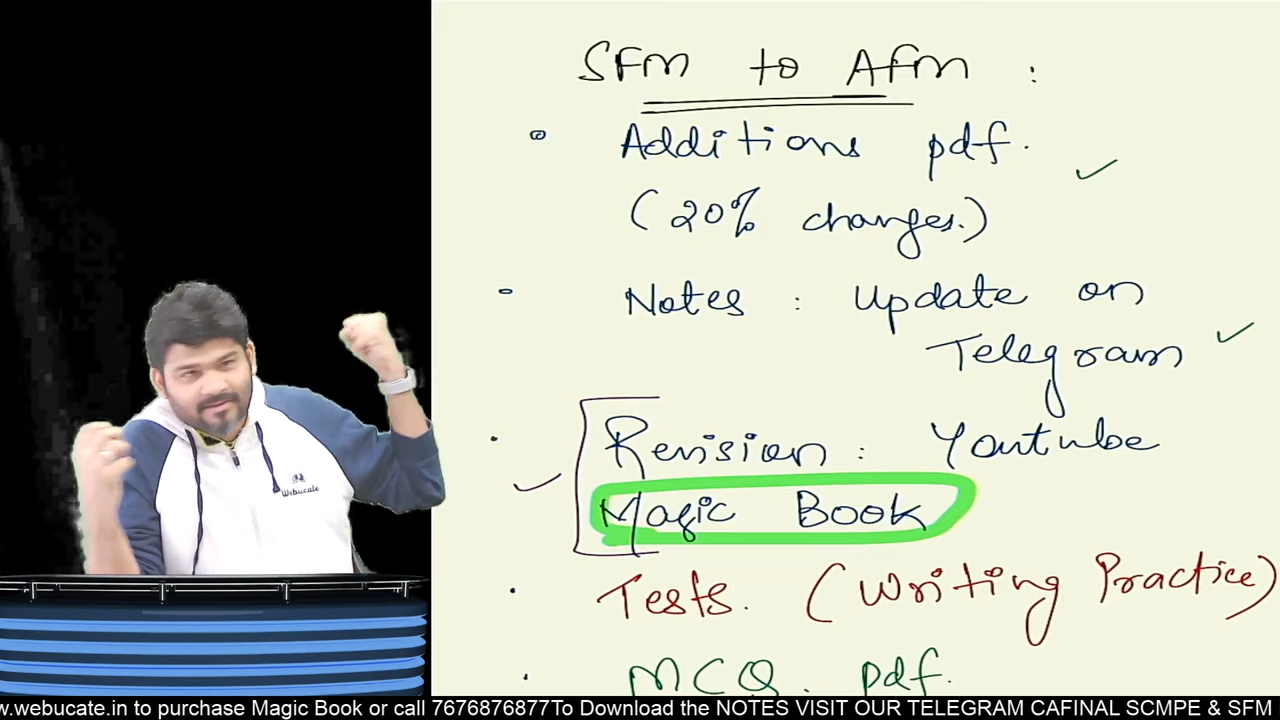 SFM to AFM :
Additions pdf.
(20% changes.)
Notes : Update on
Telegram
Revision : Youtube
Magic Book
Tests. (Writing Practice)
MCQ. pdf.
Webucate
w.webucate.in to purchase Magic Book or call 7676876877To Download the NOTES VISIT OUR TELEGRAM CAFINAL SCMPE & SFM